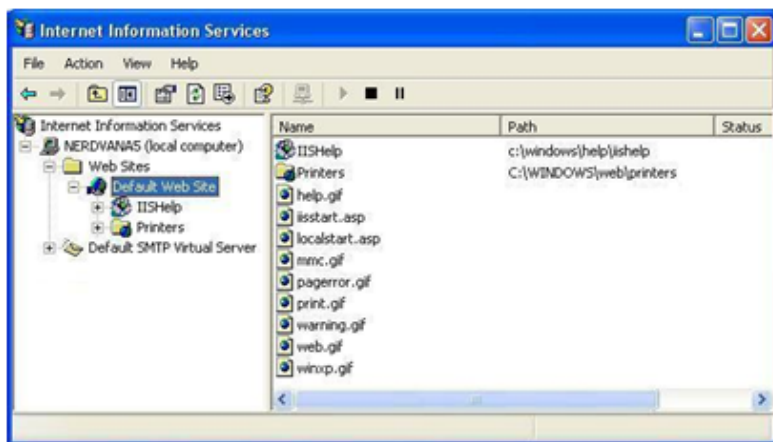 Internet Information Services
File Action View Help
Internet Information Services
NERDVANA5 (local computer)
Web Sites
Default Web Site
IISHelp
Printers
Default SMTP Virtual Server
Name Path Status
IISHelp c:\windows\help\iishelp
Printers C:\WINDOWS\web\printers
help.gif
iisstart.asp
localstart.asp
mmc.gif
pagerror.gif
print.gif
warning.gif
web.gif
winxp.gif